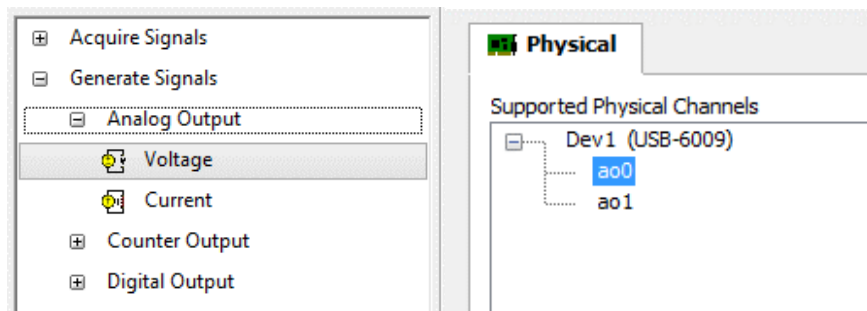 Acquire Signals
Generate Signals
Analog Output
Voltage
Current
Counter Output
Digital Output
Physical
Supported Physical Channels
Dev1 (USB-6009)
ao0
ao1